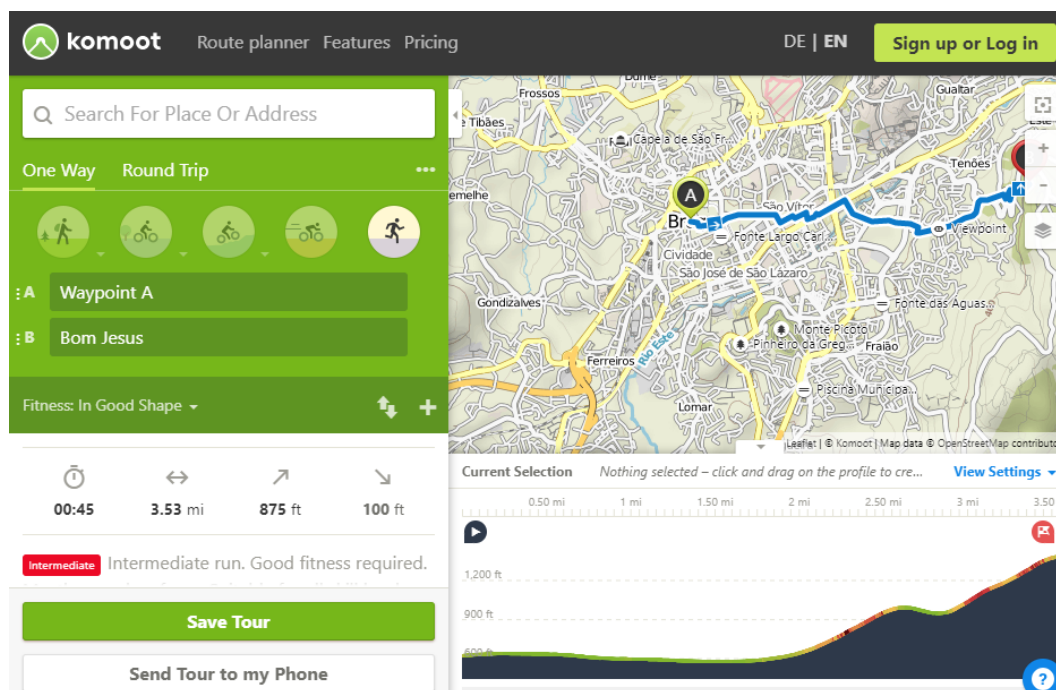 komoot
Route planner Features Pricing
DE | EN
Sign up or Log in
Search For Place Or Address
One Way Round Trip
A Waypoint A
B Bom Jesus
Fitness: In Good Shape
00:45 3.53 mi 875 ft 100 ft
Intermediate Intermediate run. Good fitness required.
Save Tour
Send Tour to my Phone
Dume
Gualtar
Frossos
e Tibães
Capela de São Fr...
Este
Tenões
emelhe
A
São Vítor
Br
Viewpoint
Fonte Largo Carl...
Cividade
São José de São Lázaro
Gondizalves
Fonte das Águas...
Monte Picoto
Pinheiro da Greg...
Fraião
Ferreiros
Rio Este
Piscina Municipa...
Lomar
Leaflet | © Komoot | Map data © OpenStreetMap contributo
Current Selection Nothing selected – click and drag on the profile to cre... View Settings
0.50 mi 1 mi 1.50 mi 2 mi 2.50 mi 3 mi 3.50
1,200 ft
900 ft
600 ft
?